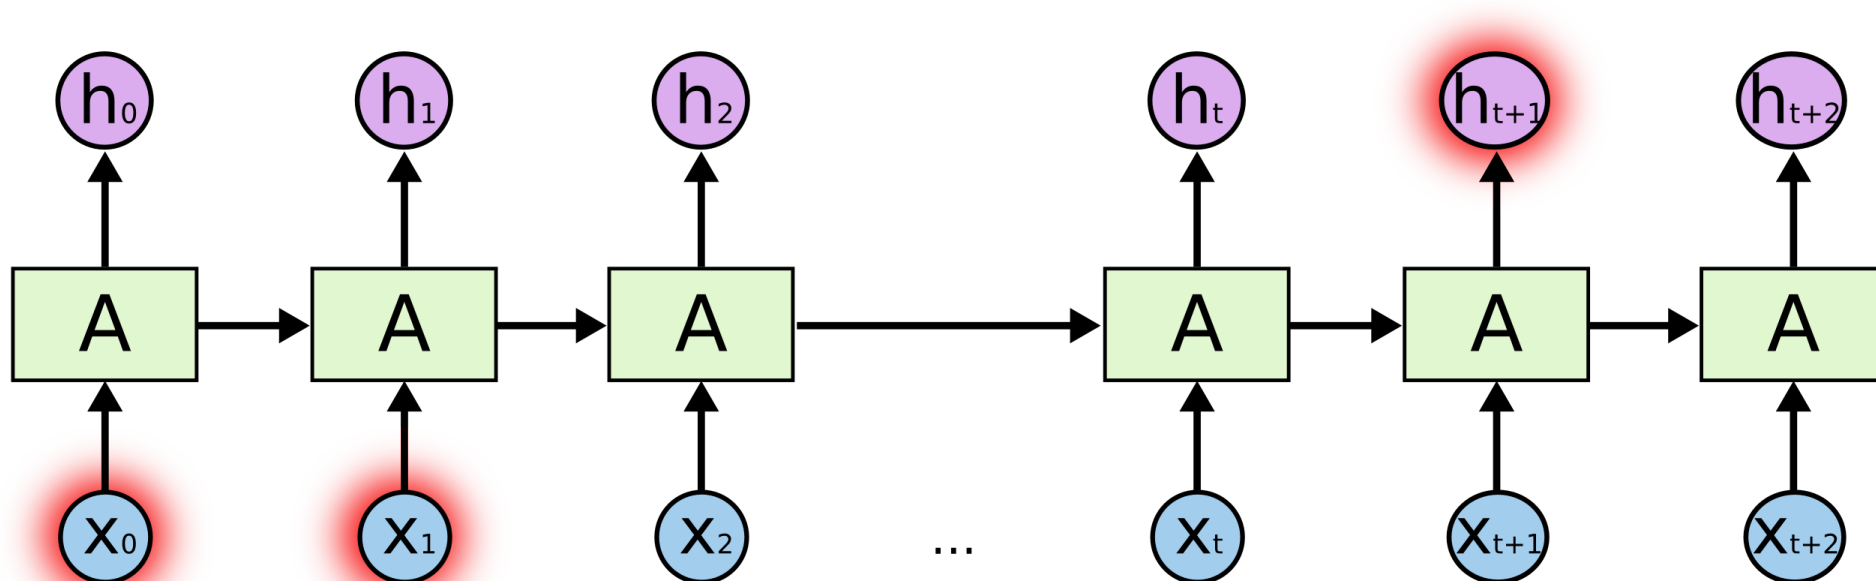 h0 h1 h2 ht ht+1 ht+2
A A A A A A
x0 x1 x2 ... xt xt+1 xt+2